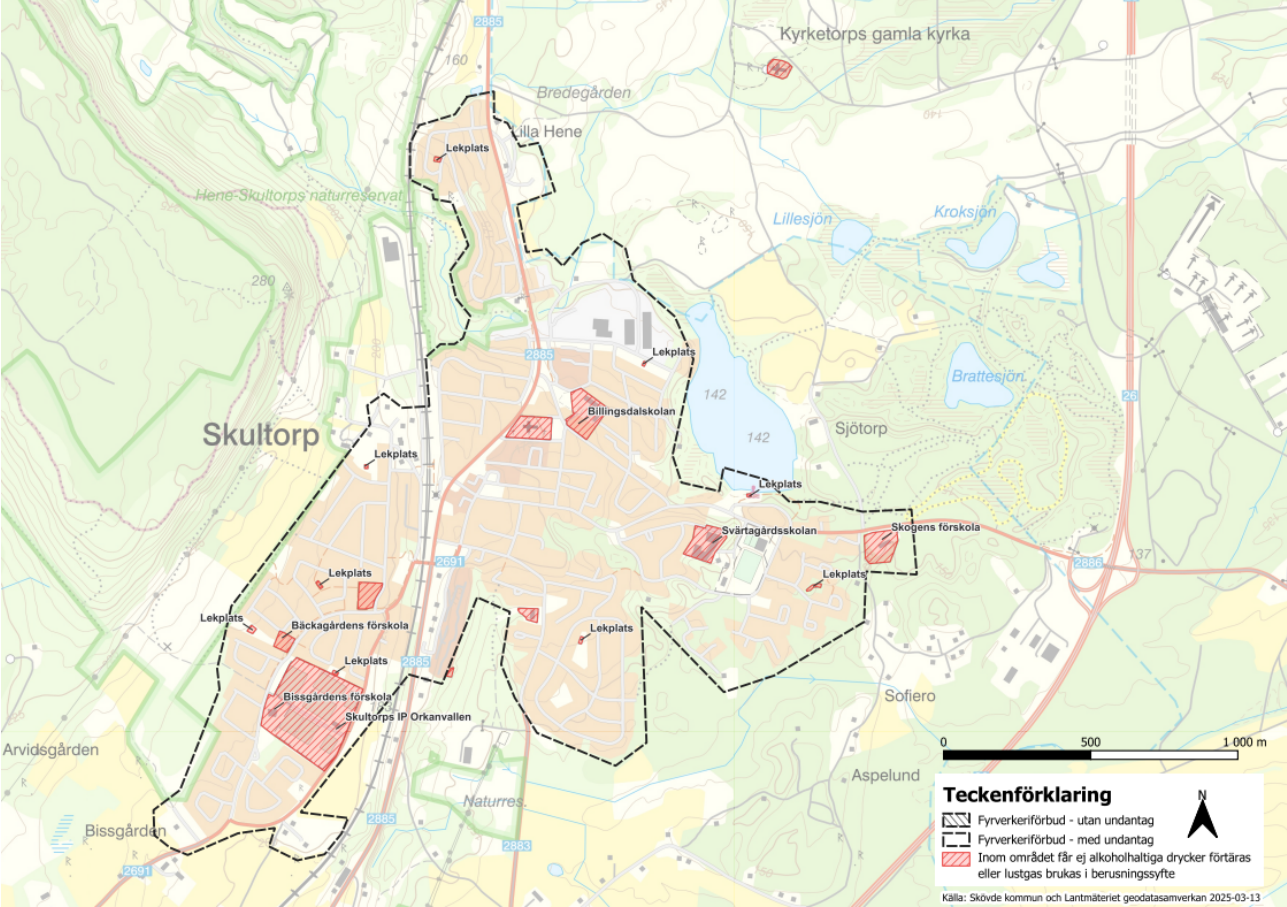 2885
Kyrketorps gamla kyrka
160
Bredegården
Lilla Hene
Lekplats
Hene-Skultorps naturreservat
Lillesjön
Kroksjön
280
2885
Lekplats
142
Brattesjön
26
Billingsdalskolan
Skultorp
142
Sjötorp
Lekplats
Lekplats
Svärtagårdsskolan
Skogens förskola
137
2691
2886
Lekplats
Lekplats
Lekplats
Bäckagårdens förskola
Lekplats
Lekplats
2885
Bissgårdens förskola
Sofiero
Skultorps IP Orkanvallen
Arvidsgården
0 500 1 000 m
Aspelund
Teckenförklaring
N
Naturres.
Fyrverkeriförbud - utan undantag
2885
Bissgården
Fyrverkeriförbud - med undantag
2883
Inom området får ej alkoholhaltiga drycker förtäras
eller lustgas brukas i berusningssyfte
2691
Källa: Skövde kommun och Lantmäteriet geodatasamverkan 2025-03-13